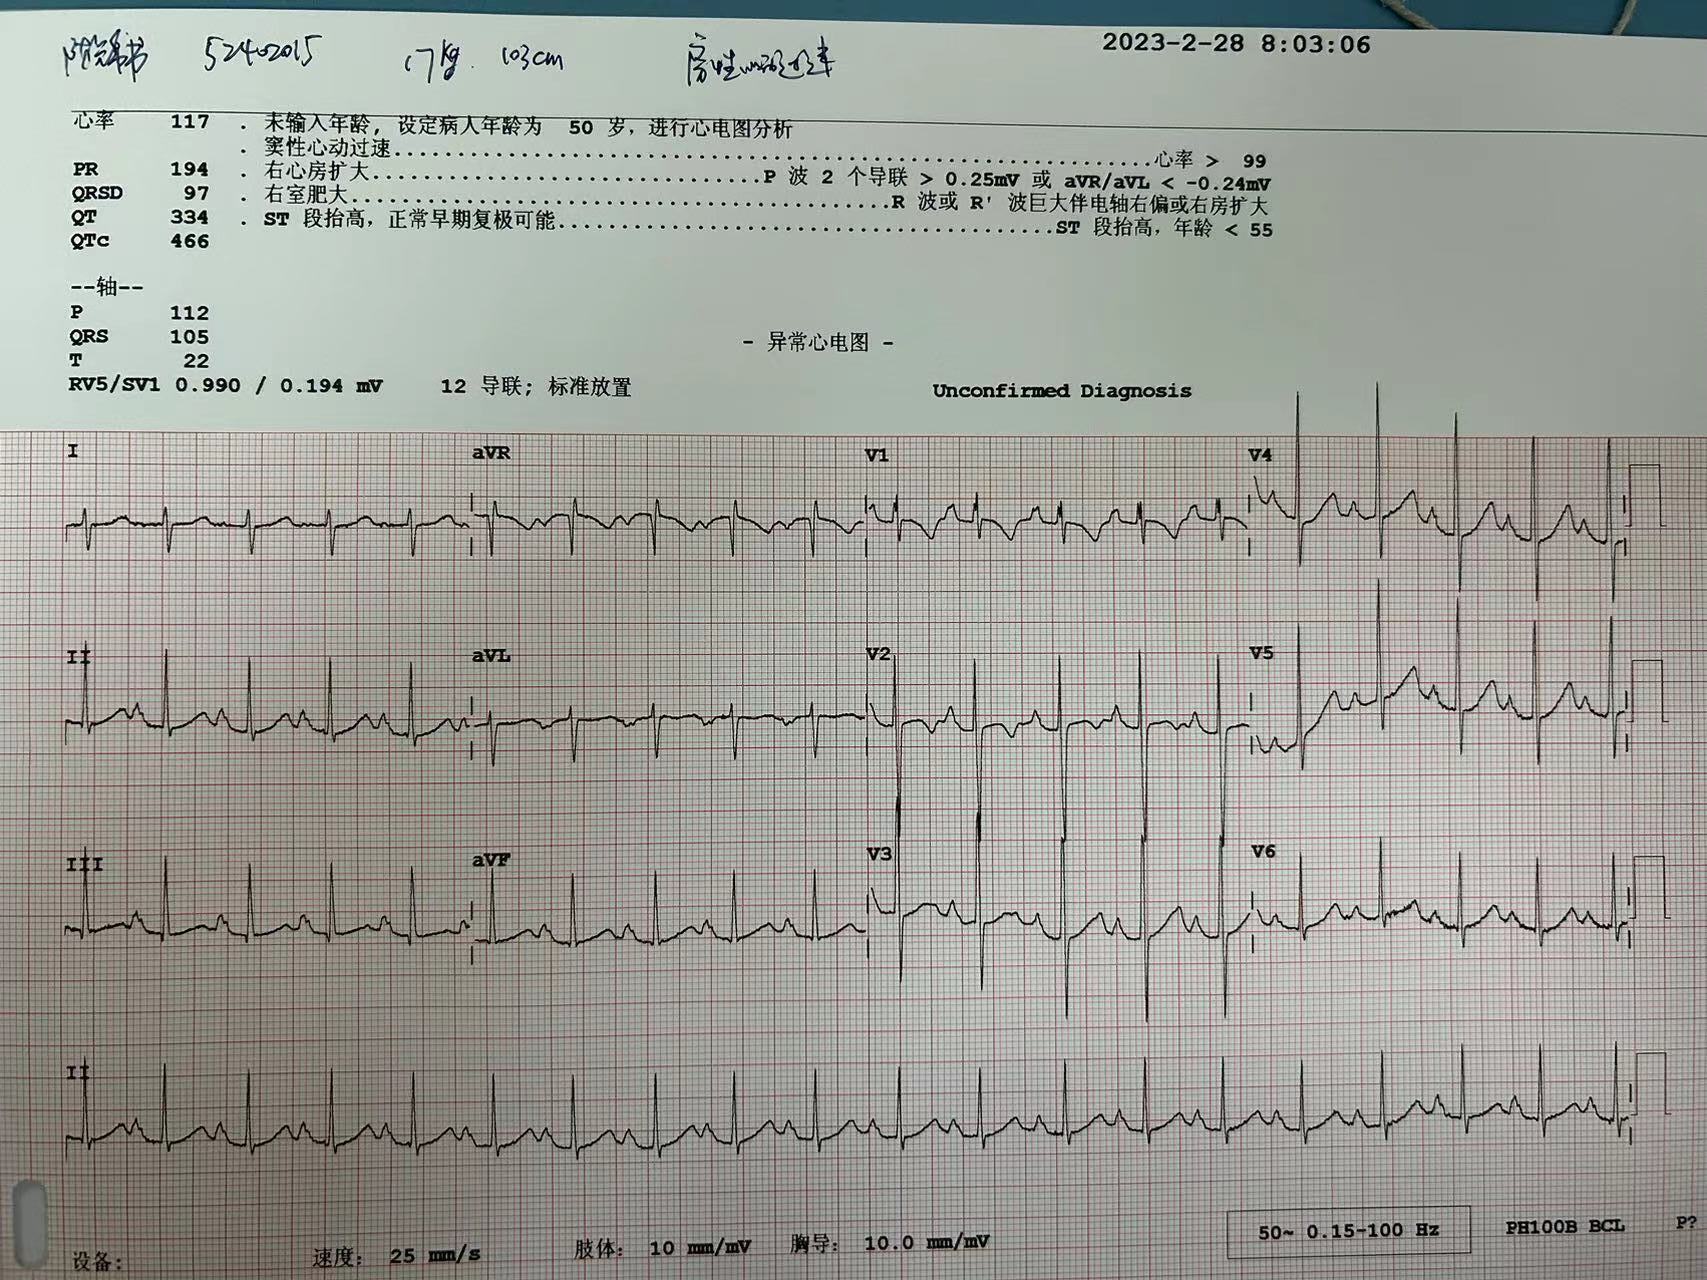 52402015 17kg. 103cm 房性心动过速
2023-2-28 8:03:06
心率 117 . 未输入年龄, 设定病人年龄为 50 岁, 进行心电图分析
. 窦性心动过速..........心率 > 99
PR 194 . 右心房扩大..........P 波 2 个导联 > 0.25mV 或 aVR/aVL < -0.24mV
QRSD 97 . 右室肥大..........R 波或 R' 波巨大伴电轴右偏或右房扩大
QT 334 . ST 段抬高, 正常早期复极可能..........ST 段抬高, 年龄 < 55
QTc 466
--轴--
P 112
QRS 105
T 22
- 异常心电图 -
RV5/SV1 0.990 / 0.194 mV 12 导联; 标准放置 Unconfirmed Diagnosis
I aVR V1 V4
II aVL V2 V5
III aVF V3 V6
II
设备: 速度: 25 mm/s 肢体: 10 mm/mV 胸导: 10.0 mm/mV 50~ 0.15-100 Hz PH100B BCL P?